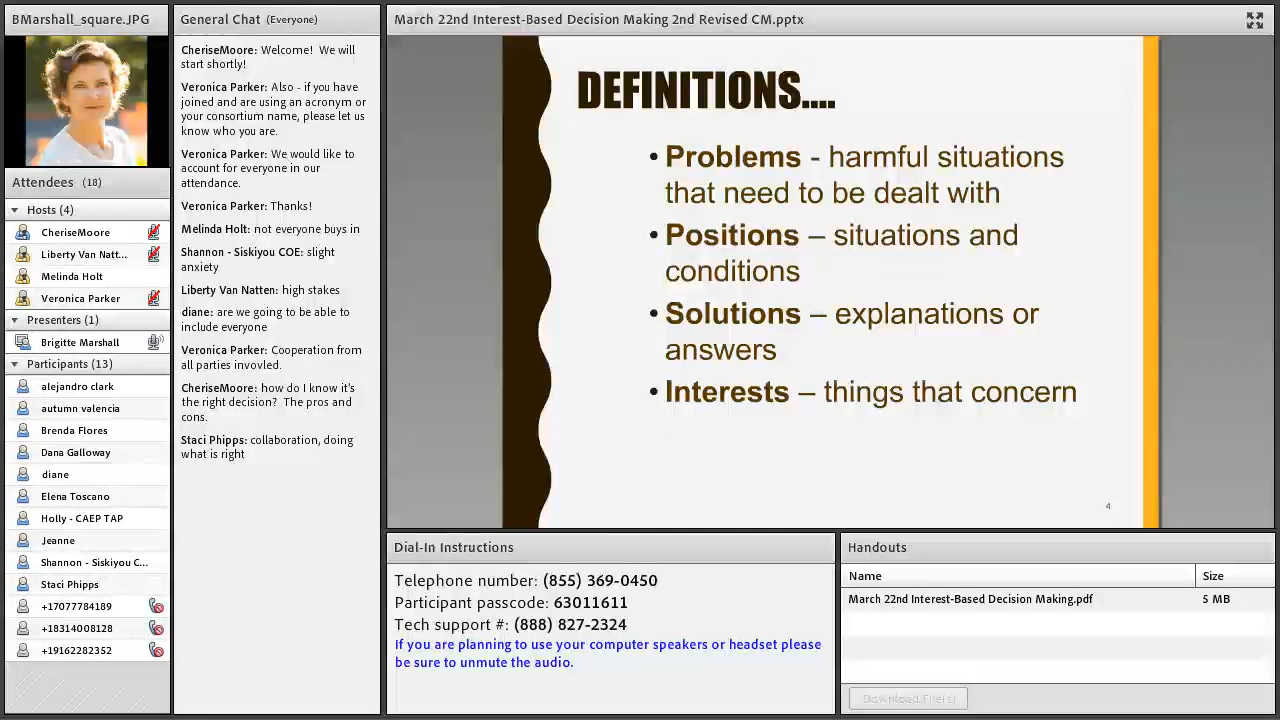 BMarshall_square.JPG
Attendees (18)
Hosts (4)
CheriseMoore
Liberty Van Natt...
Melinda Holt
Veronica Parker
Presenters (1)
Brigitte Marshall
Participants (13)
alejandro clark
autumn valencia
Brenda Flores
Dana Galloway
diane
Elena Toscano
Holly - CAEP TAP
Jeanne
Shannon - Siskiyou C...
Staci Phipps
+17077784189
+18314008128
+19162282352
General Chat (Everyone)
CheriseMoore: Welcome! We will
start shortly!
Veronica Parker: Also - if you have
joined and are using an acronym or
your consortium name, please let us
know who you are.
Veronica Parker: We would like to
account for everyone in our
attendance.
Veronica Parker: Thanks!
Melinda Holt: not everyone buys in
Shannon - Siskiyou COE: slight
anxiety
Liberty Van Natten: high stakes
diane: are we going to be able to
include everyone
Veronica Parker: Cooperation from
all parties invovled.
CheriseMoore: how do I know it's
the right decision? The pros and
cons.
Staci Phipps: collaboration, doing
what is right
March 22nd Interest-Based Decision Making 2nd Revised CM.pptx
DEFINITIONS....
• Problems - harmful situations
that need to be dealt with
• Positions – situations and
conditions
• Solutions – explanations or
answers
• Interests – things that concern
4
Dial-In Instructions
Telephone number: (855) 369-0450
Participant passcode: 63011611
Tech support #: (888) 827-2324
If you are planning to use your computer speakers or headset please
be sure to unmute the audio.
Handouts
Name Size
March 22nd Interest-Based Decision Making.pdf 5 MB
Download File(s)